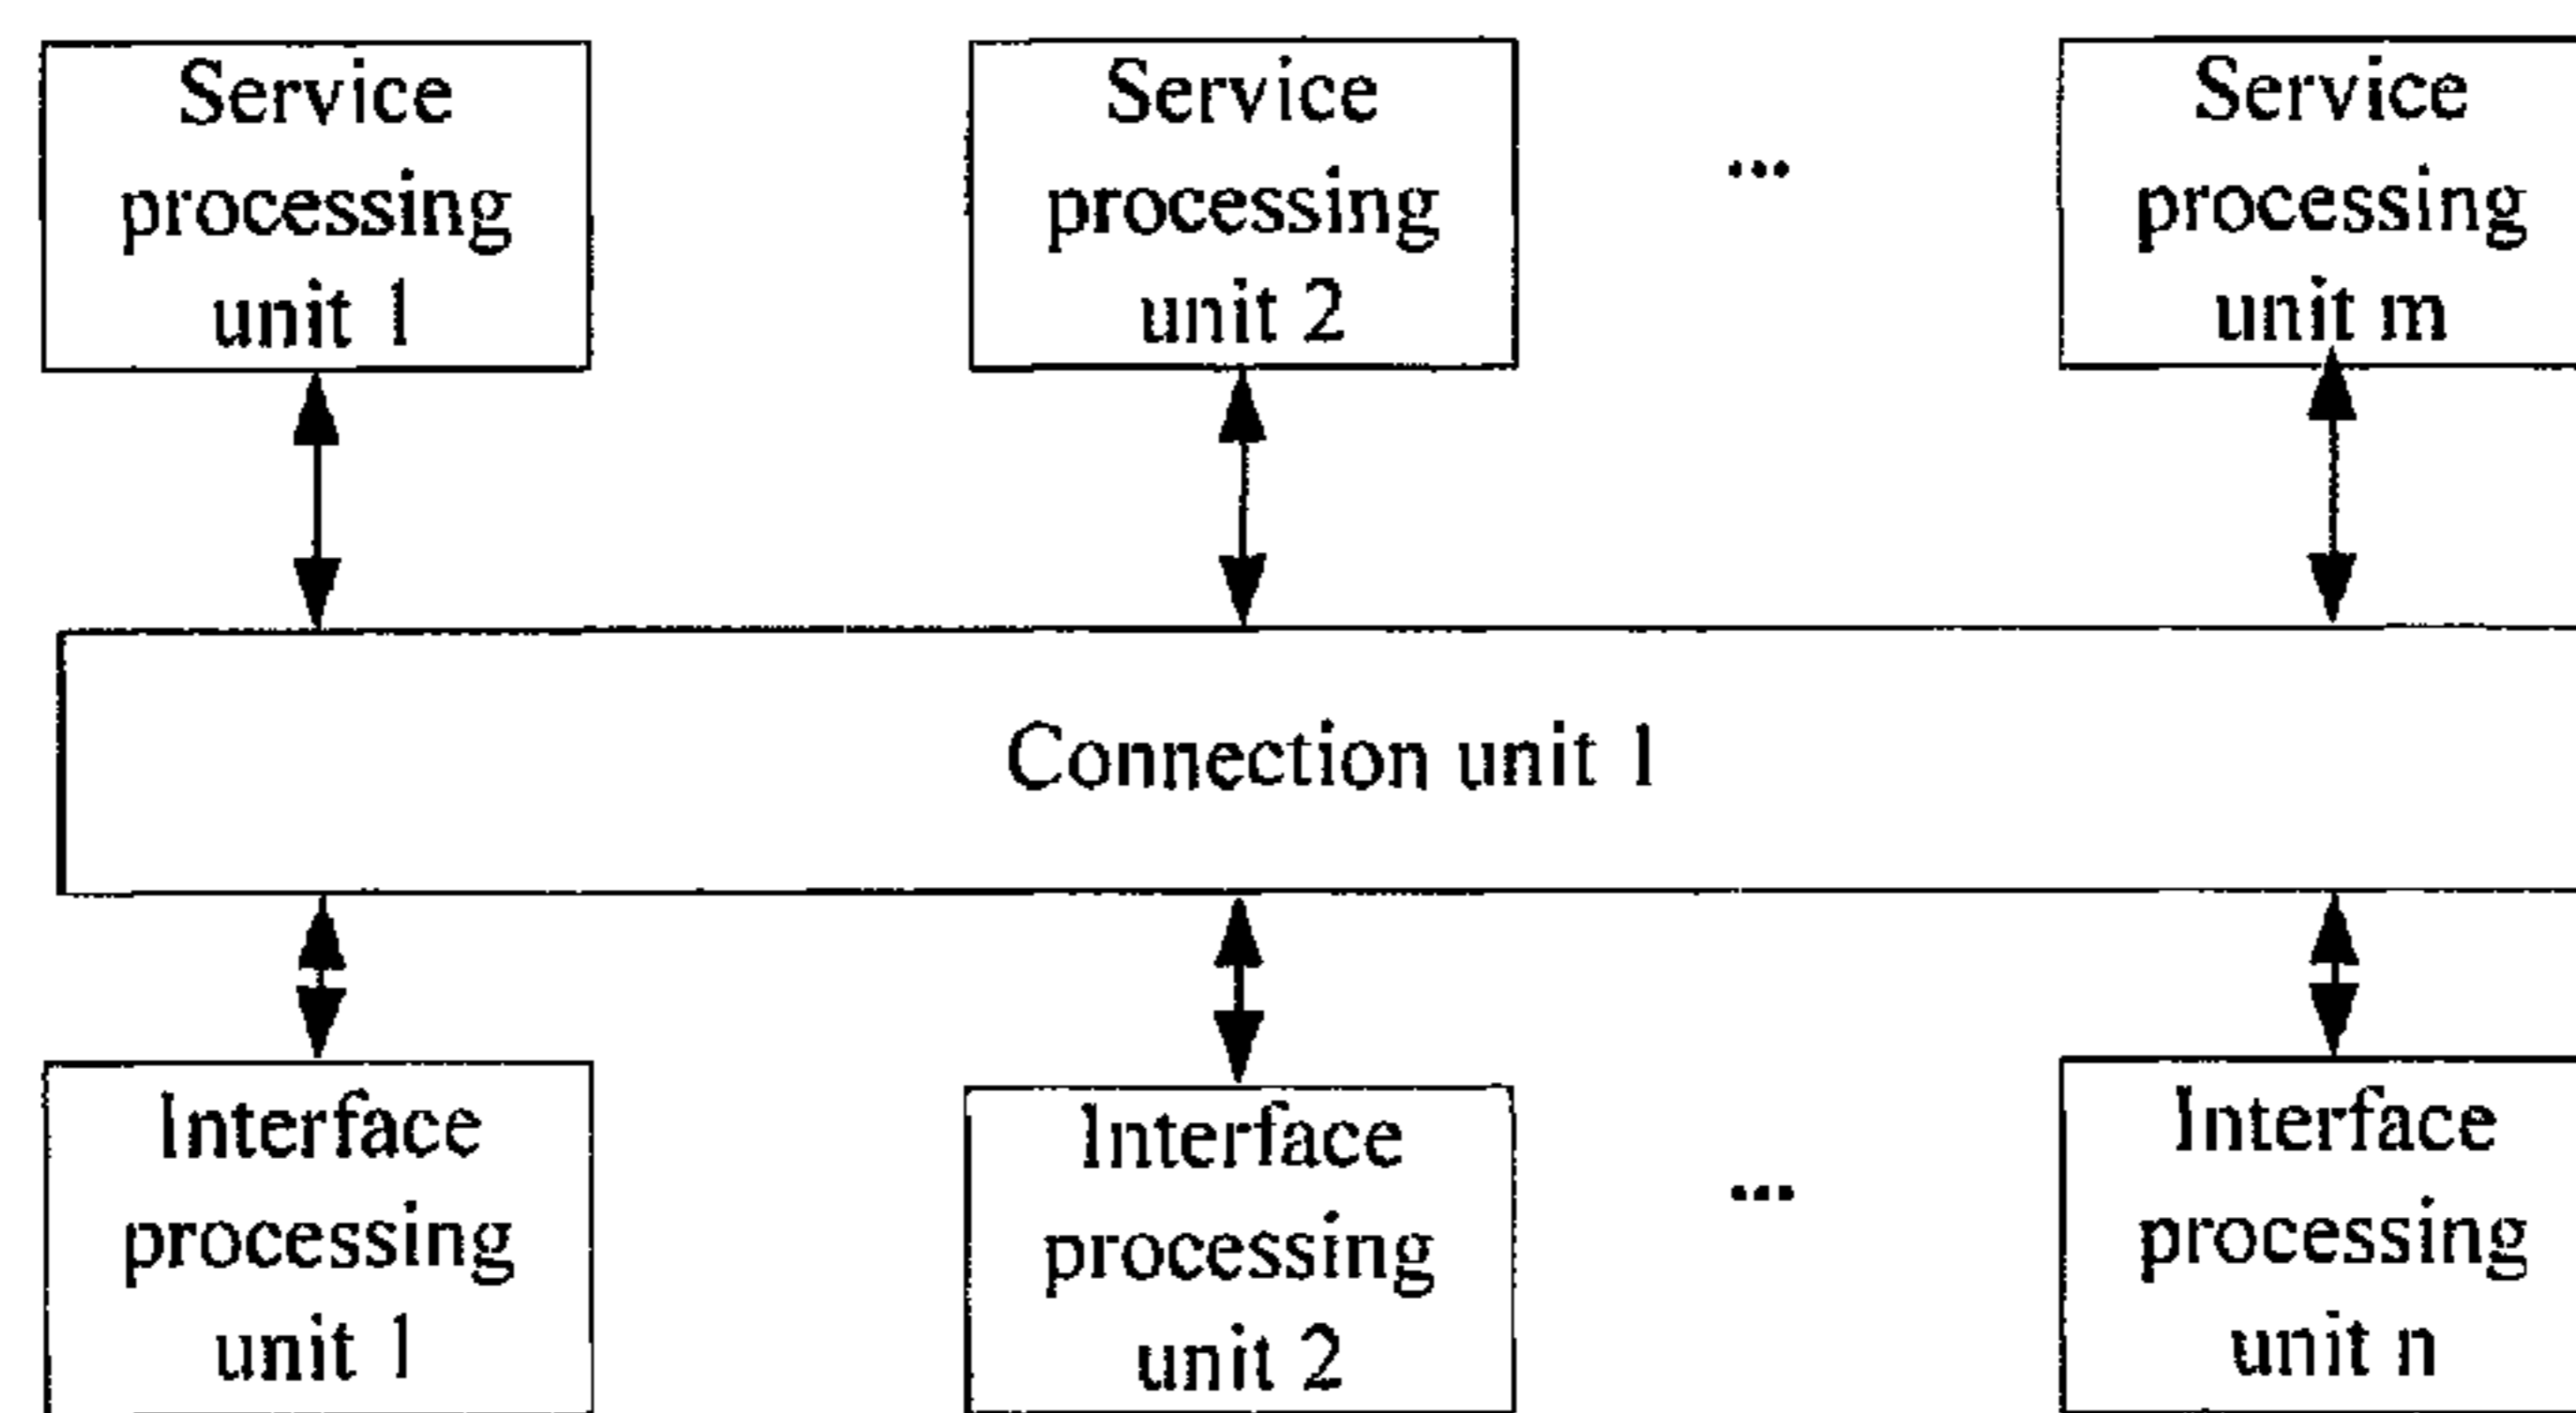 Service
processing
unit 1
Service
processing
unit 2
...
Service
processing
unit m
Connection unit 1
Interface
processing
unit 1
Interface
processing
unit 2
...
Interface
processing
unit n